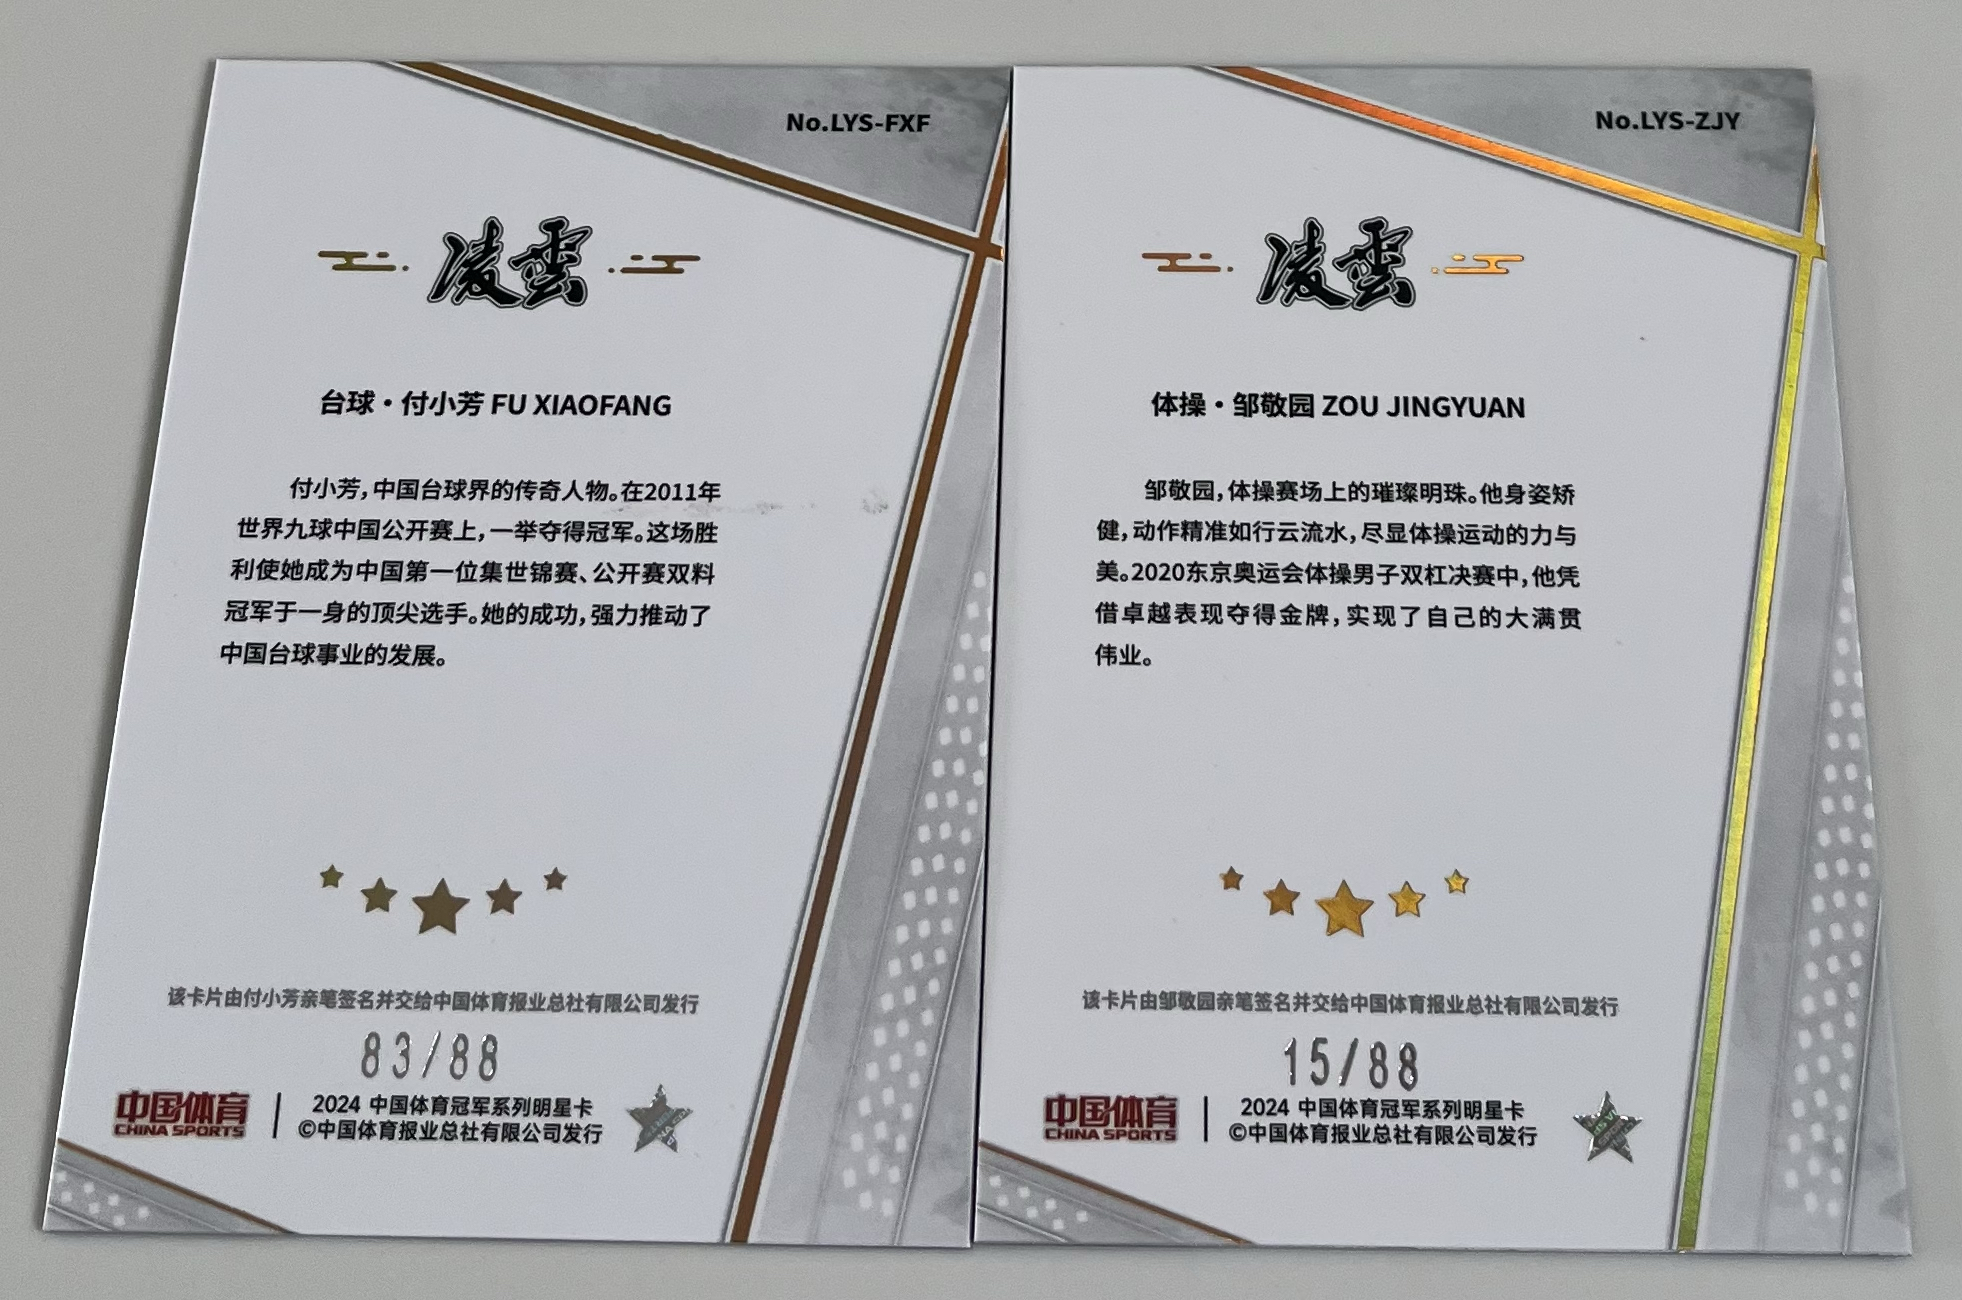 No.LYS-FXF
凌雲
台球·付小芳 FU XIAOFANG
付小芳,中国台球界的传奇人物。在2011年
世界九球中国公开赛上,一举夺得冠军。这场胜
利使她成为中国第一位集世锦赛、公开赛双料
冠军于一身的顶尖选手。她的成功,强力推动了
中国台球事业的发展。
该卡片由付小芳亲笔签名并交给中国体育报业总社有限公司发行
83/88
中国体育
CHINA SPORTS
2024 中国体育冠军系列明星卡
©中国体育报业总社有限公司发行
No.LYS-ZJY
凌雲
体操·邹敬园 ZOU JINGYUAN
邹敬园,体操赛场上的璀璨明珠。他身姿矫
健,动作精准如行云流水,尽显体操运动的力与
美。2020东京奥运会体操男子双杠决赛中,他凭
借卓越表现夺得金牌,实现了自己的大满贯
伟业。
该卡片由邹敬园亲笔签名并交给中国体育报业总社有限公司发行
15/88
中国体育
CHINA SPORTS
2024 中国体育冠军系列明星卡
©中国体育报业总社有限公司发行